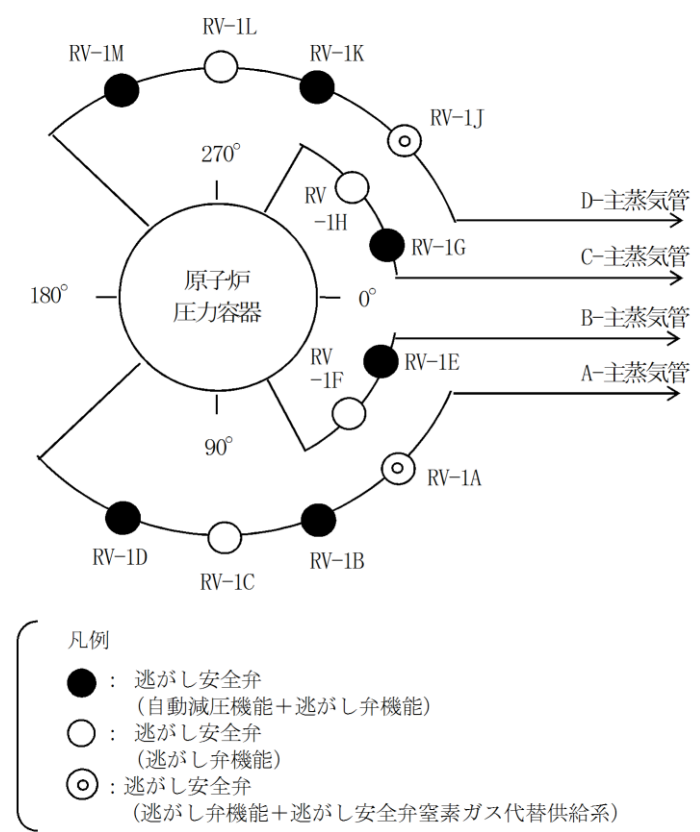 RV-1L
RV-1M
RV-1K
RV-1J
270°
RV
-1H
D-主蒸気管
RV-1G
C-主蒸気管
原子炉
圧力容器
180°
0°
B-主蒸気管
RV
-1F
RV-1E
A-主蒸気管
90°
RV-1A
RV-1D
RV-1C
RV-1B
凡例
: 逃がし安全弁
(自動減圧機能+逃がし弁機能)
: 逃がし安全弁
(逃がし弁機能)
:逃がし安全弁
(逃がし弁機能+逃がし安全弁窒素ガス代替供給系)